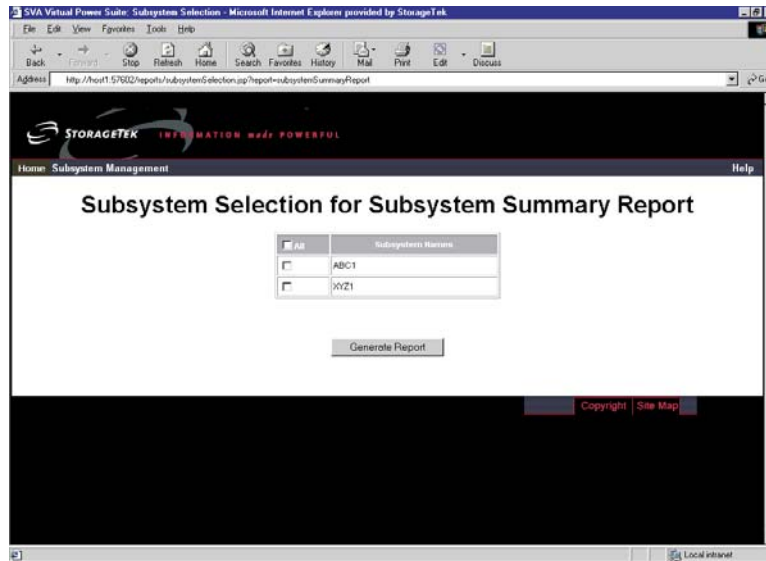 SVA Virtual Power Suite: Subsystem Selection - Microsoft Internet Explorer provided by StorageTek
File Edit View Favorites Tools Help
Back Forward Stop Refresh Home Search Favorites History Mail Print Edit Discuss
Address http://host1:57602/reports/subsystemSelection.jsp?report=subsystemSummaryReport
STORAGETEK INFORMATION made POWERFUL
Home Subsystem Management Help
Subsystem Selection for Subsystem Summary Report
All Subsystem Names
ABC1
XYZ1
Generate Report
Copyright Site Map
Local intranet